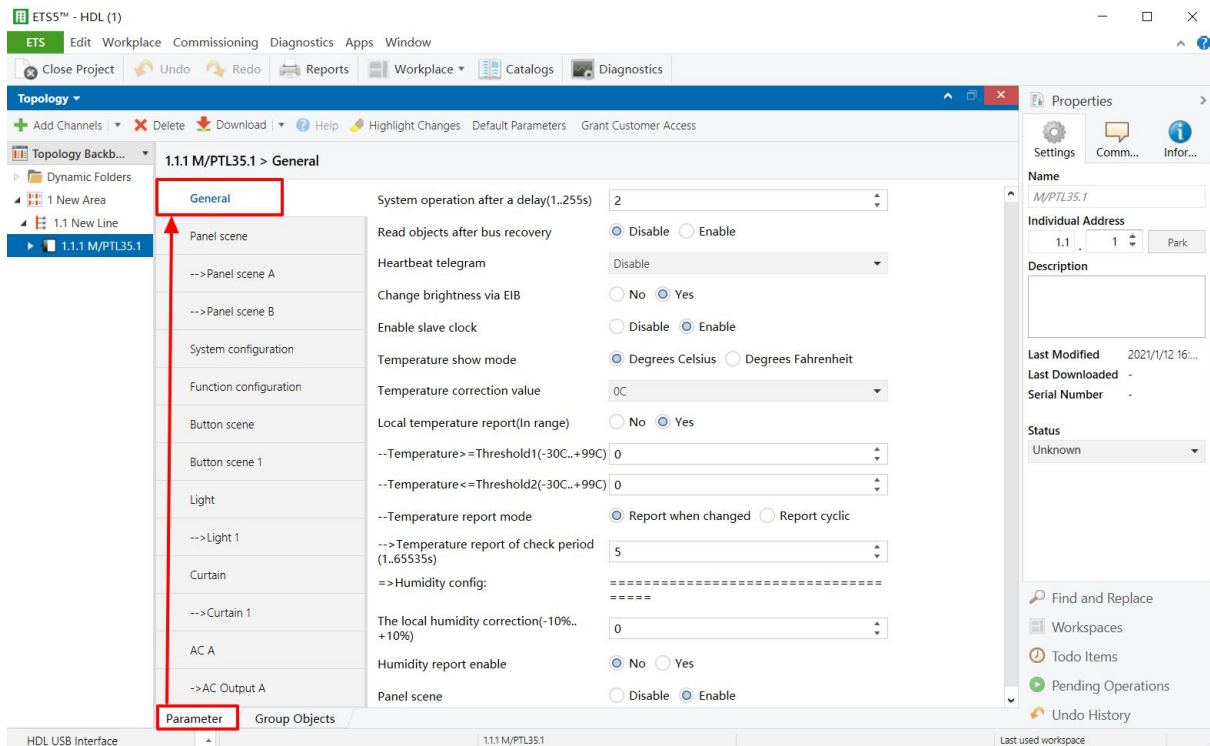 ETS5™ - HDL (1)
ETS Edit Workplace Commissioning Diagnostics Apps Window
Close Project Undo Redo Reports Workplace Catalogs Diagnostics
Topology
Add Channels Delete Download Help Highlight Changes Default Parameters Grant Customer Access
Topology Backb...
Dynamic Folders
1 New Area
1.1 New Line
1.1.1 M/PTL35.1
1.1.1 M/PTL35.1 > General
General
Panel scene
-->Panel scene A
-->Panel scene B
System configuration
Function configuration
Button scene
Button scene 1
Light
-->Light 1
Curtain
-->Curtain 1
AC A
->AC Output A
System operation after a delay(1..255s) 2
Read objects after bus recovery Disable Enable
Heartbeat telegram Disable
Change brightness via EIB No Yes
Enable slave clock Disable Enable
Temperature show mode Degrees Celsius Degrees Fahrenheit
Temperature correction value 0C
Local temperature report(In range) No Yes
--Temperature>=Threshold1(-30C..+99C) 0
--Temperature<=Threshold2(-30C..+99C) 0
--Temperature report mode Report when changed Report cyclic
-->Temperature report of check period
(1..65535s) 5
=>Humidity config: ================================
=====
The local humidity correction(-10%..
+10%) 0
Humidity report enable No Yes
Panel scene Disable Enable
Parameter Group Objects
Properties
Settings Comm... Infor...
Name
M/PTL35.1
Individual Address
1.1 . 1 Park
Description
Last Modified 2021/1/12 16:...
Last Downloaded -
Serial Number -
Status
Unknown
Find and Replace
Workspaces
Todo Items
Pending Operations
Undo History
HDL USB Interface 1.1.1 M/PTL35.1 Last used workspace